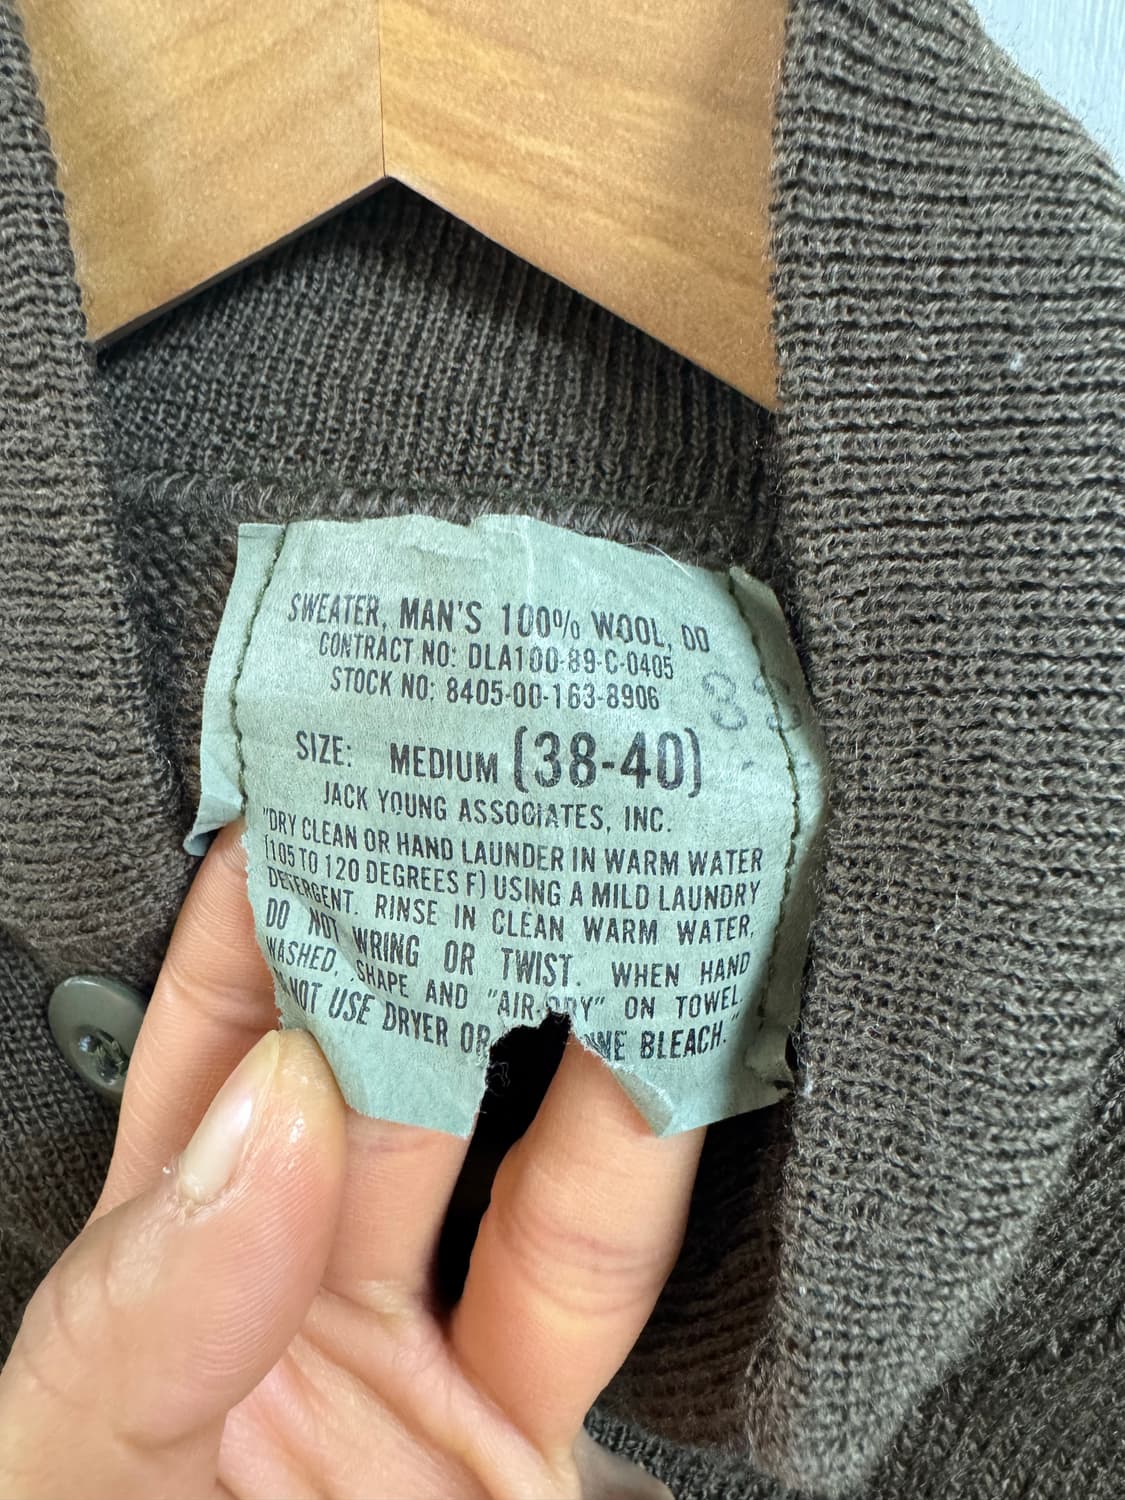 SWEATER, MAN'S 100% WOOL, OD
CONTRACT NO: DLA100-89-C-0405
STOCK NO: 8405-00-163-8906
SIZE: MEDIUM (38-40)
JACK YOUNG ASSOCIATES, INC.
"DRY CLEAN OR HAND LAUNDER IN WARM WATER
(105 TO 120 DEGREES F) USING A MILD LAUNDRY
DETERGENT. RINSE IN CLEAN WARM WATER.
DO NOT WRING OR TWIST. WHEN HAND
WASHED, SHAPE AND "AIR-DRY" ON TOWEL.
NOT USE DRYER OR BLEACH."